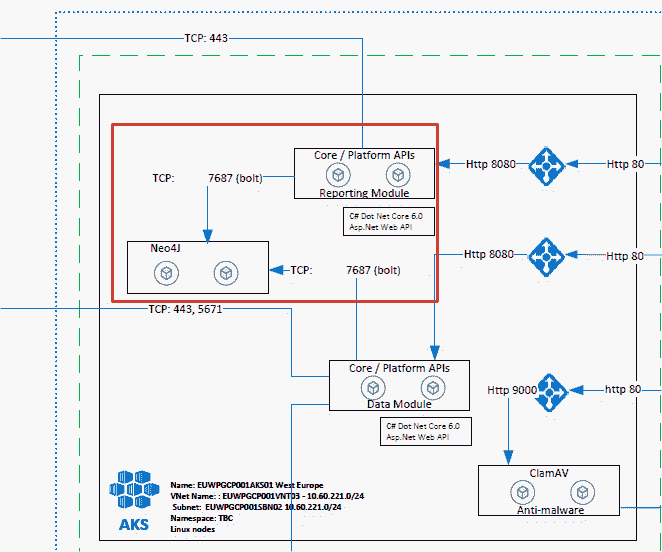 TCP: 443
Core / Platform APIs
Http 8080
Http 80
TCP: 7687 (bolt)
Reporting Module
C# Dot Net Core 6.0
Asp.Net Web API
Neo4J
Http 8080
Http 80
TCP: 7687 (bolt)
TCP: 443, 5671
Core / Platform APIs
Http 9000
http 80
Data Module
C# Dot Net Core 6.0
Asp.Net Web API
ClamAV
Anti-malware
AKS
Name: EUWPGCP001AKS01 West Europe
VNet Name: : EUWPGCP001VNT03 - 10.60.221.0/24
Subnet: EUWPGCP001SBN02 10.60.221.0/24
Namespace: TBC
Linux nodes